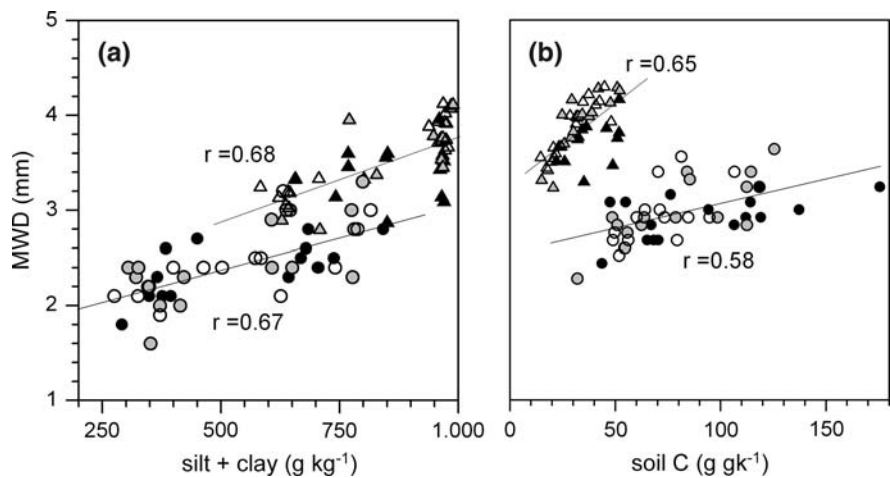 (a)
(b)
5
4
3
2
1
MWD (mm)
r =0.68
r =0.67
r =0.65
r =0.58
250 500 750 1.000
0 50 100 150
silt + clay (g kg⁻¹)
soil C (g gk⁻¹)